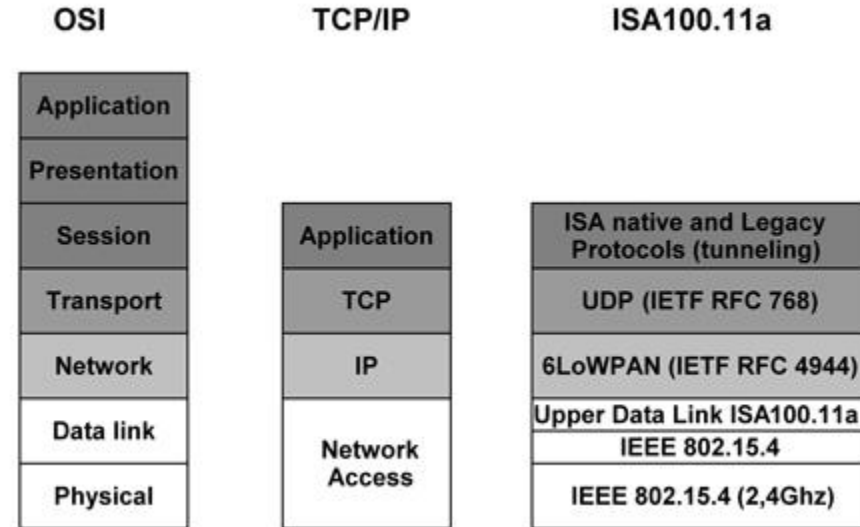 OSI
TCP/IP
ISA100.11a
Application
Presentation
Session
Transport
Network
Data link
Physical
Application
TCP
IP
Network
Access
ISA native and Legacy
Protocols (tunneling)
UDP (IETF RFC 768)
6LoWPAN (IETF RFC 4944)
Upper Data Link ISA100.11a
IEEE 802.15.4
IEEE 802.15.4 (2,4Ghz)